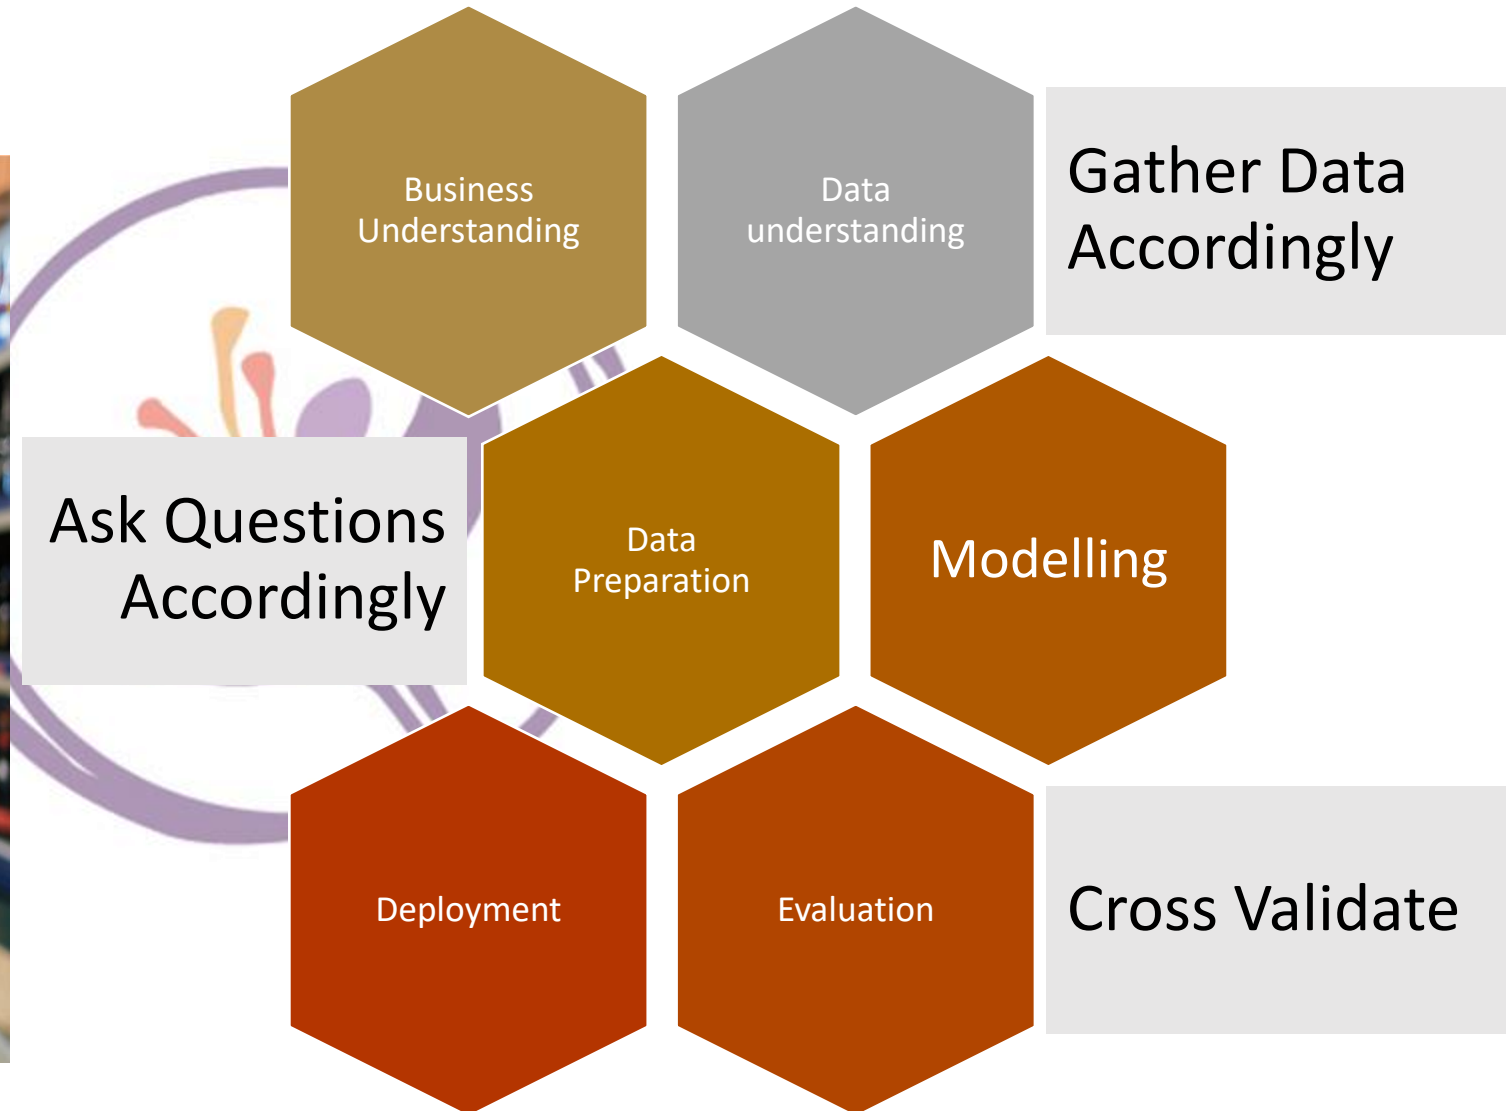 Business
Understanding
Data
understanding
Gather Data
Accordingly
Ask Questions
Accordingly
Data
Preparation
Modelling
Deployment
Evaluation
Cross Validate